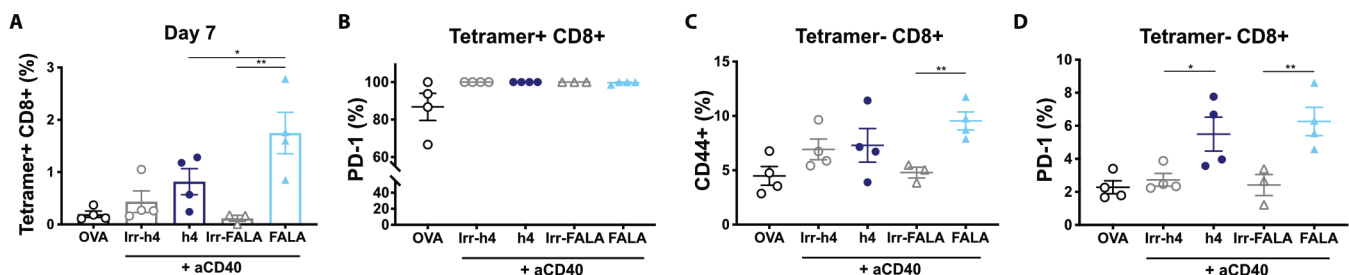 A
Day 7
Tetramer+ CD8+ (%)
3
2
1
0
*
**
OVA Irr-h4 h4 Irr-FALA FALA
+ aCD40
B
Tetramer+ CD8+
PD-1 (%)
100
80
60
40
20
0
OVA Irr-h4 h4 Irr-FALA FALA
+ aCD40
C
Tetramer- CD8+
CD44+ (%)
15
10
5
0
**
OVA Irr-h4 h4 Irr-FALA FALA
+ aCD40
D
Tetramer- CD8+
PD-1 (%)
10
8
6
4
2
0
*
**
OVA Irr-h4 h4 Irr-FALA FALA
+ aCD40